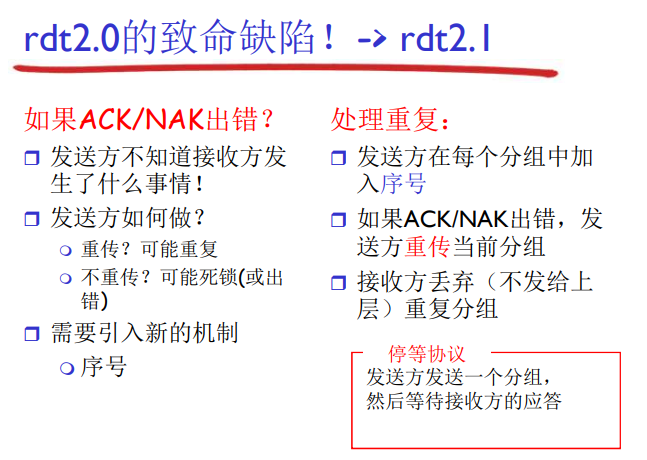 rdt2.0的致命缺陷！-> rdt2.1
如果ACK/NAK出错？
发送方不知道接收方发
生了什么事情！
发送方如何做？
重传？可能重复
不重传？可能死锁(或出
错)
需要引入新的机制
序号
处理重复：
发送方在每个分组中加
入序号
如果ACK/NAK出错，发
送方重传当前分组
接收方丢弃（不发给上
层）重复分组
停等协议
发送方发送一个分组，
然后等待接收方的应答